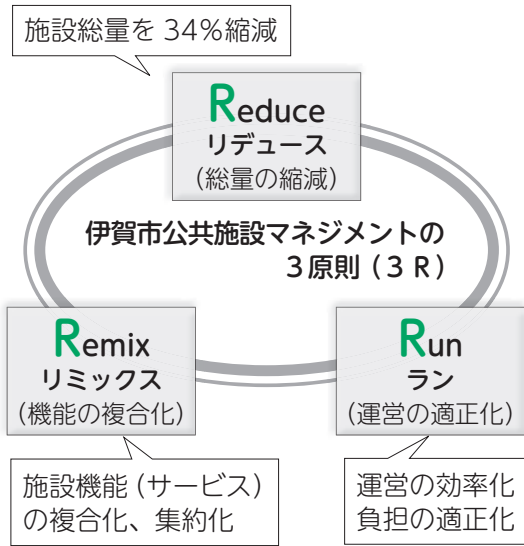 施設総量を 34%縮減
Reduce
リデュース
(総量の縮減)
伊賀市公共施設マネジメントの
3原則(3R)
Remix
リミックス
(機能の複合化)
Run
ラン
(運営の適正化)
施設機能(サービス)
の複合化、集約化
運営の効率化
負担の適正化